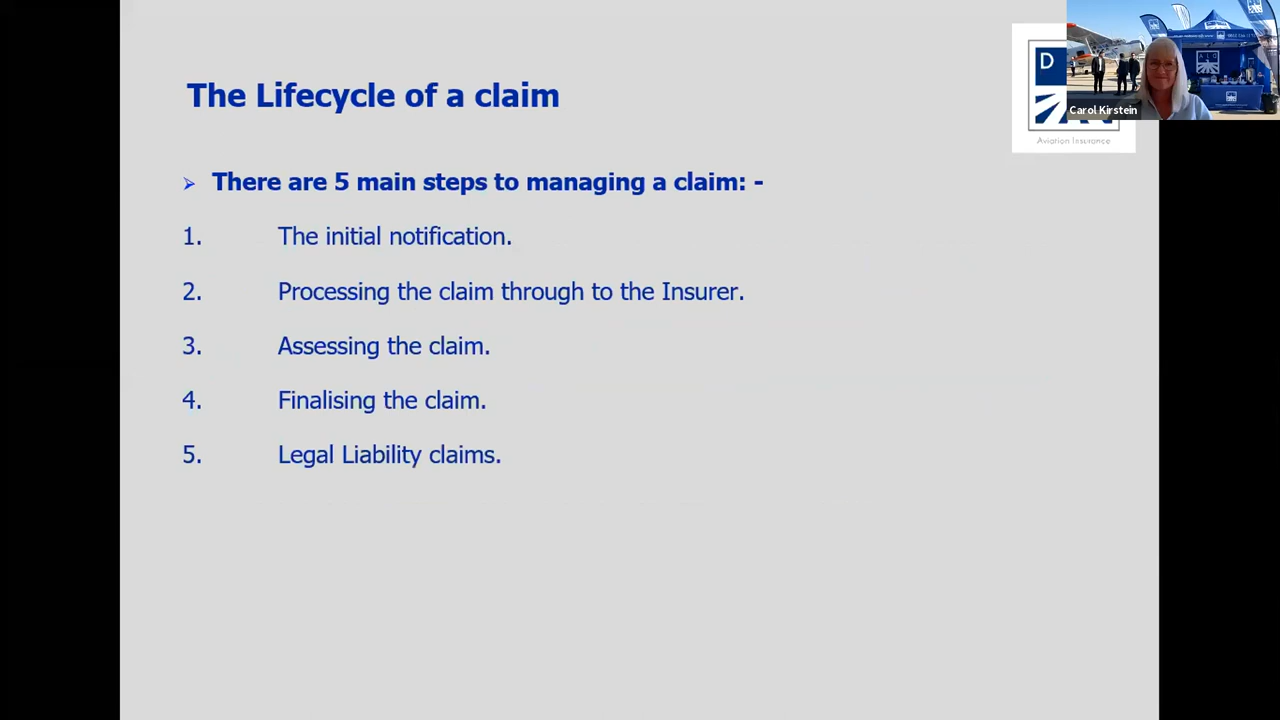 The Lifecycle of a claim
D
Aviation Insurance
Carol Kirstein
➢ There are 5 main steps to managing a claim: -
1. The initial notification.
2. Processing the claim through to the Insurer.
3. Assessing the claim.
4. Finalising the claim.
5. Legal Liability claims.